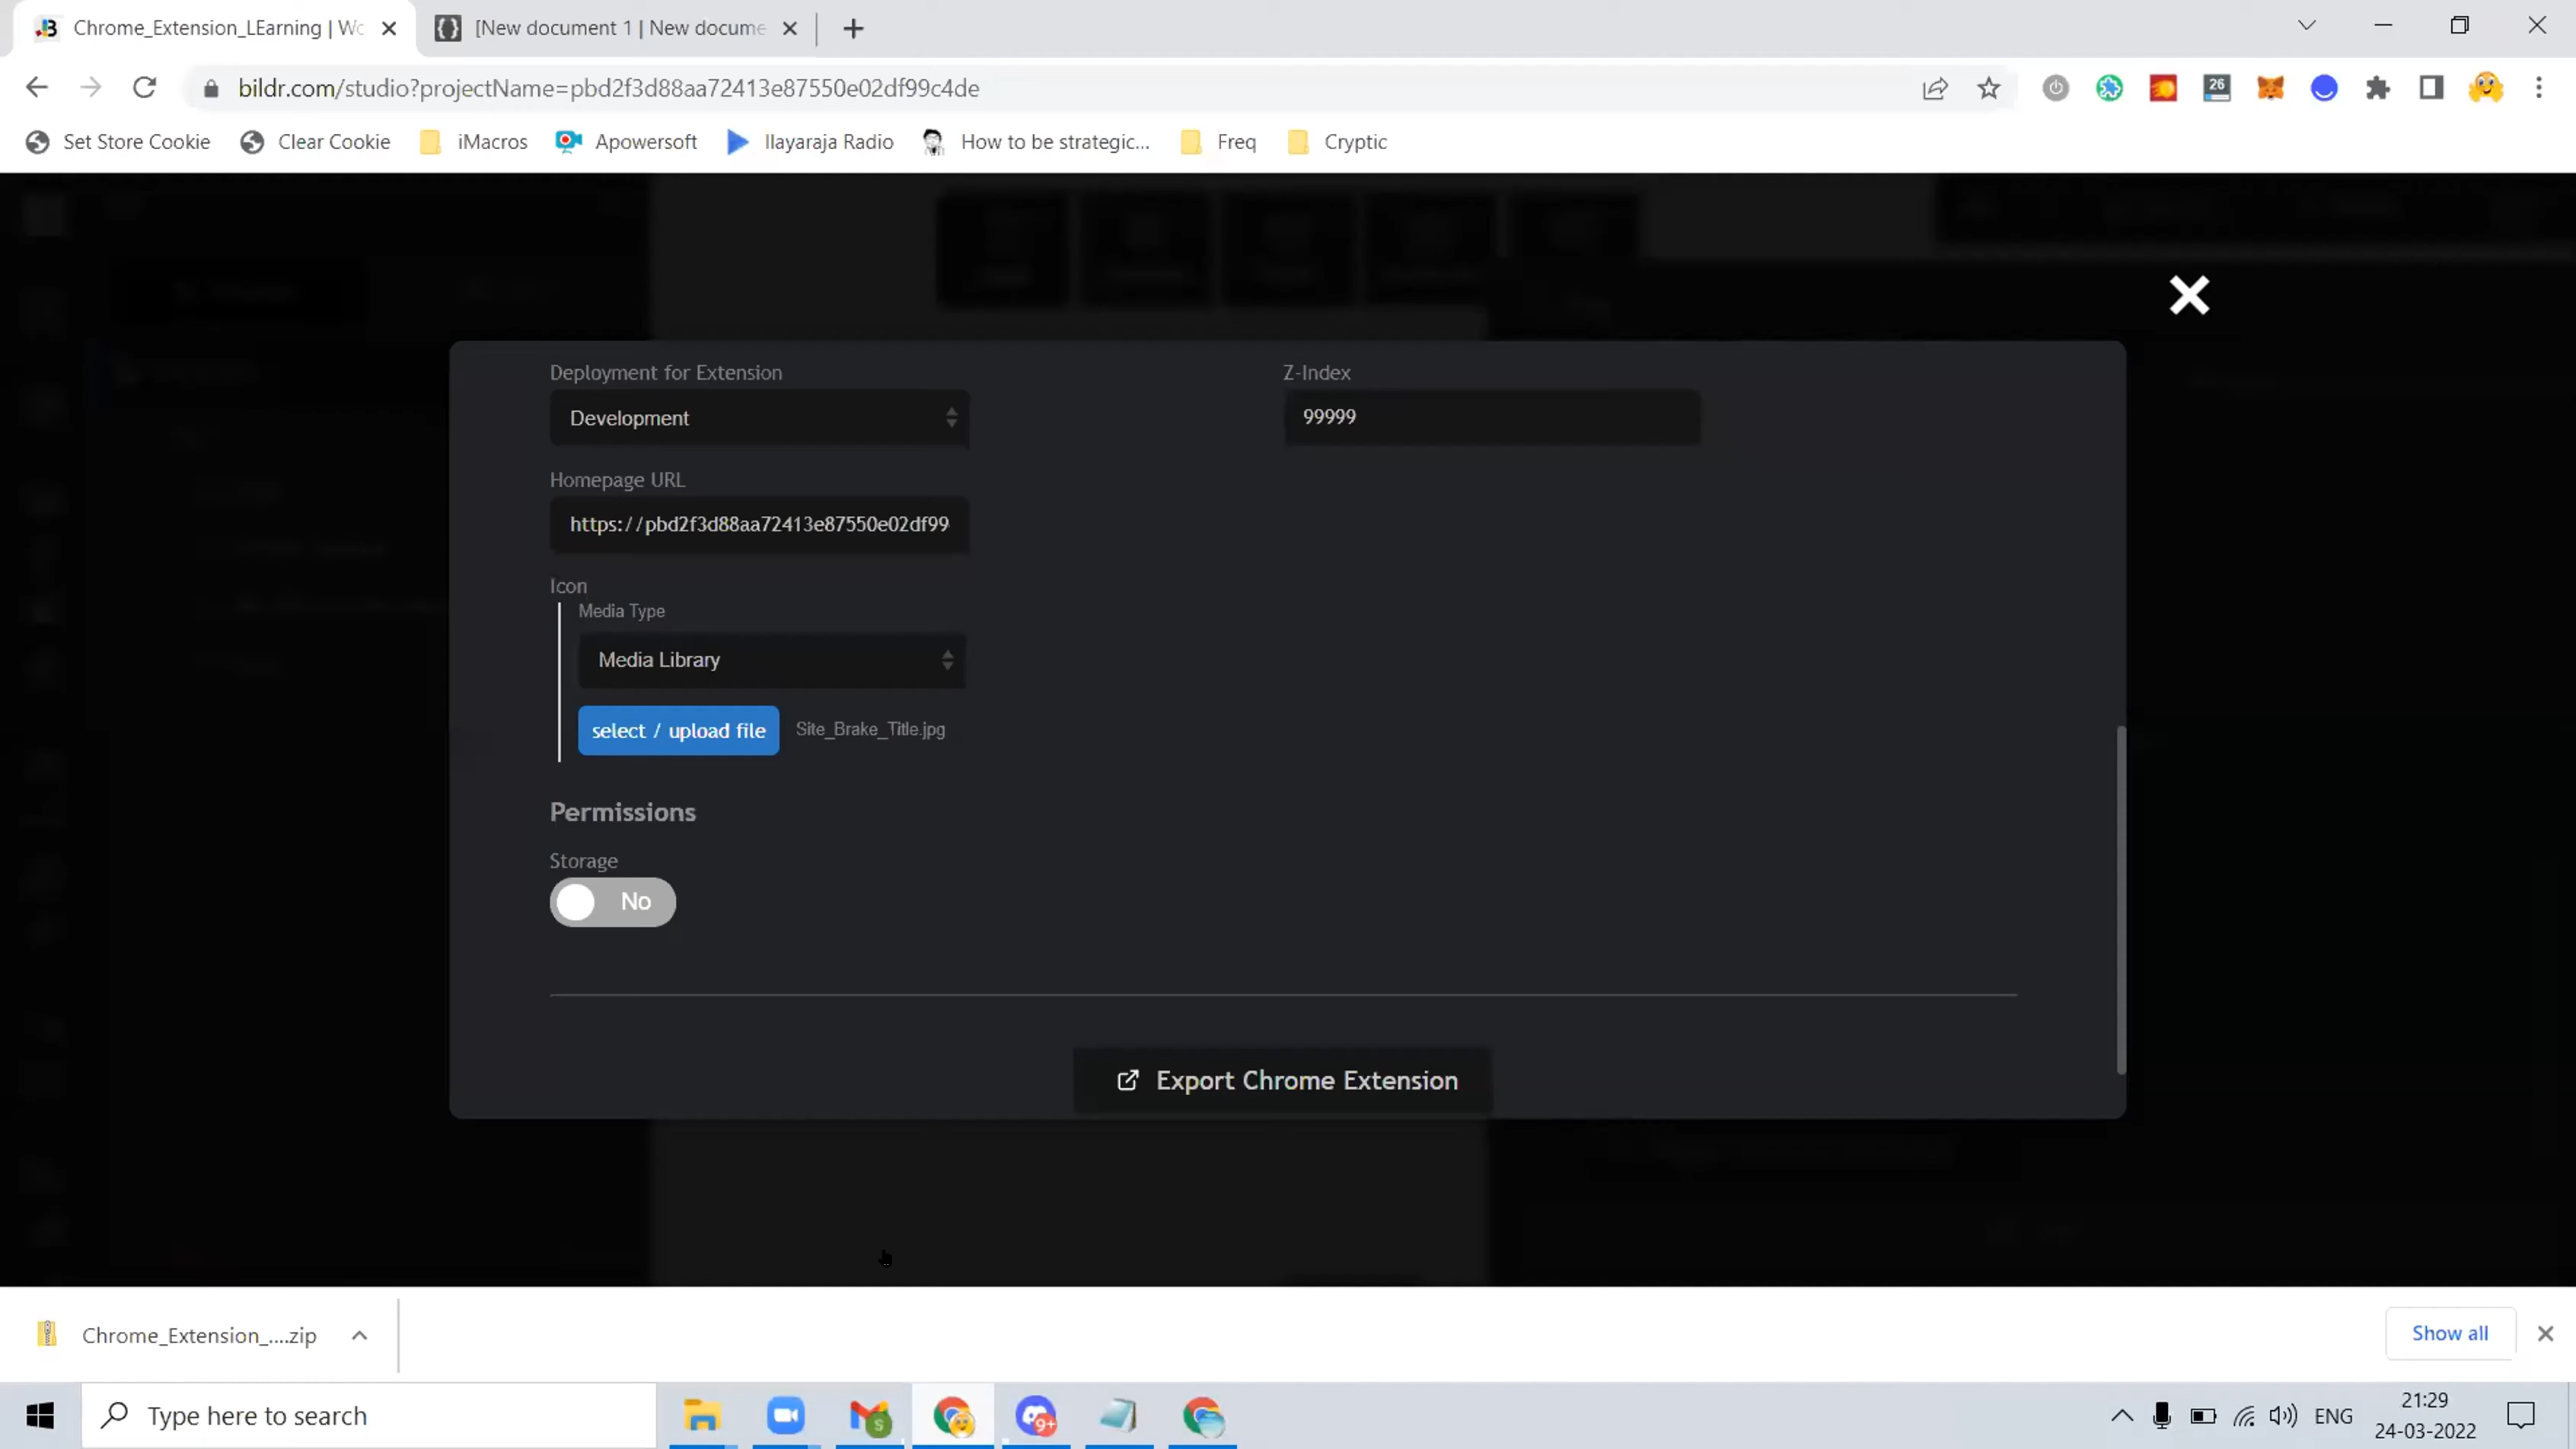 Chrome_Extension_LEarning | Wo
[New document 1 | New docume
bildr.com/studio?projectName=pbd2f3d88aa72413e87550e02df99c4de
26
Set Store Cookie
Clear Cookie
iMacros
Apowersoft
Ilayaraja Radio
How to be strategic...
Freq
Cryptic
Deployment for Extension
Z-Index
Development
99999
Homepage URL
https://pbd2f3d88aa72413e87550e02df99
Icon
Media Type
Media Library
select / upload file
Site_Brake_Title.jpg
Permissions
Storage
No
Export Chrome Extension
Chrome_Extension_....zip
Show all
Type here to search
9+
ENG
21:29
24-03-2022